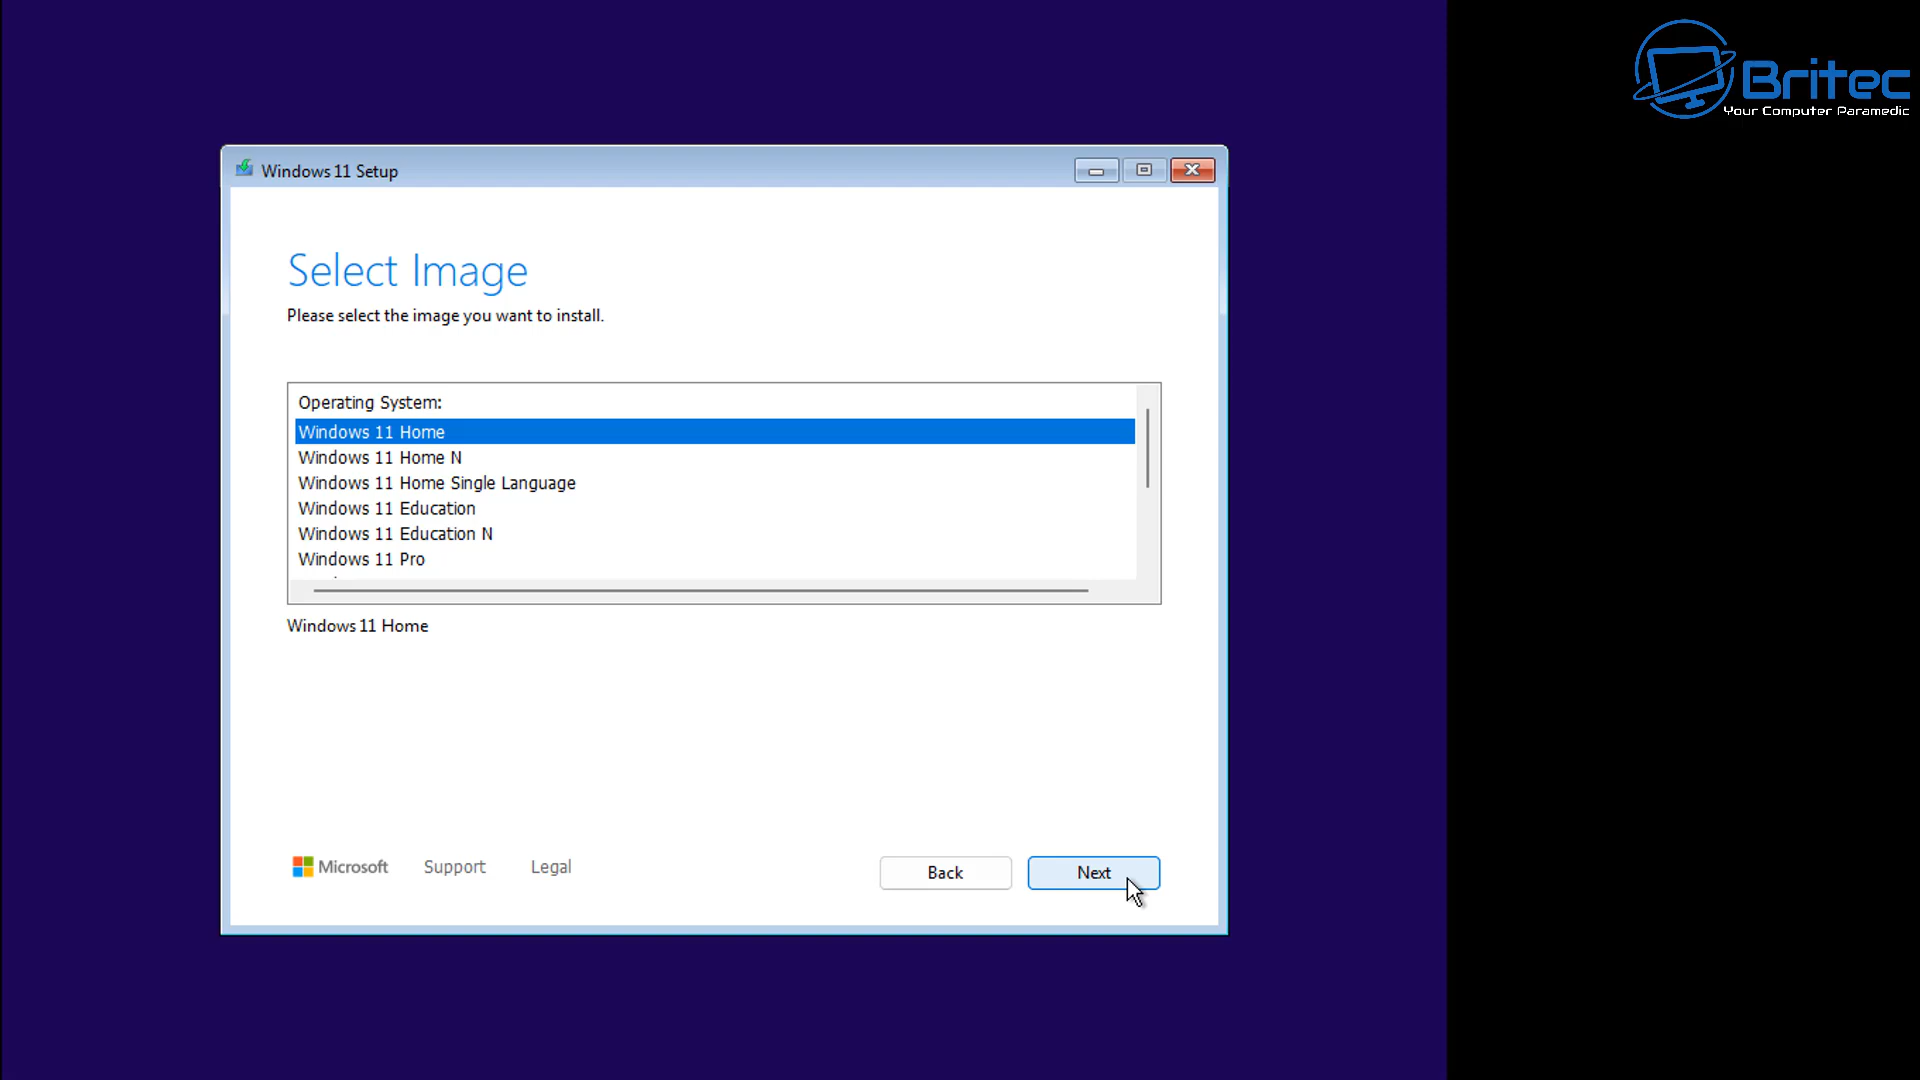 Britec
Your Computer Paramedic
Windows 11 Setup
Select Image
Please select the image you want to install.
Operating System:
Windows 11 Home
Windows 11 Home N
Windows 11 Home Single Language
Windows 11 Education
Windows 11 Education N
Windows 11 Pro
Windows 11 Home
Microsoft Support Legal Back Next